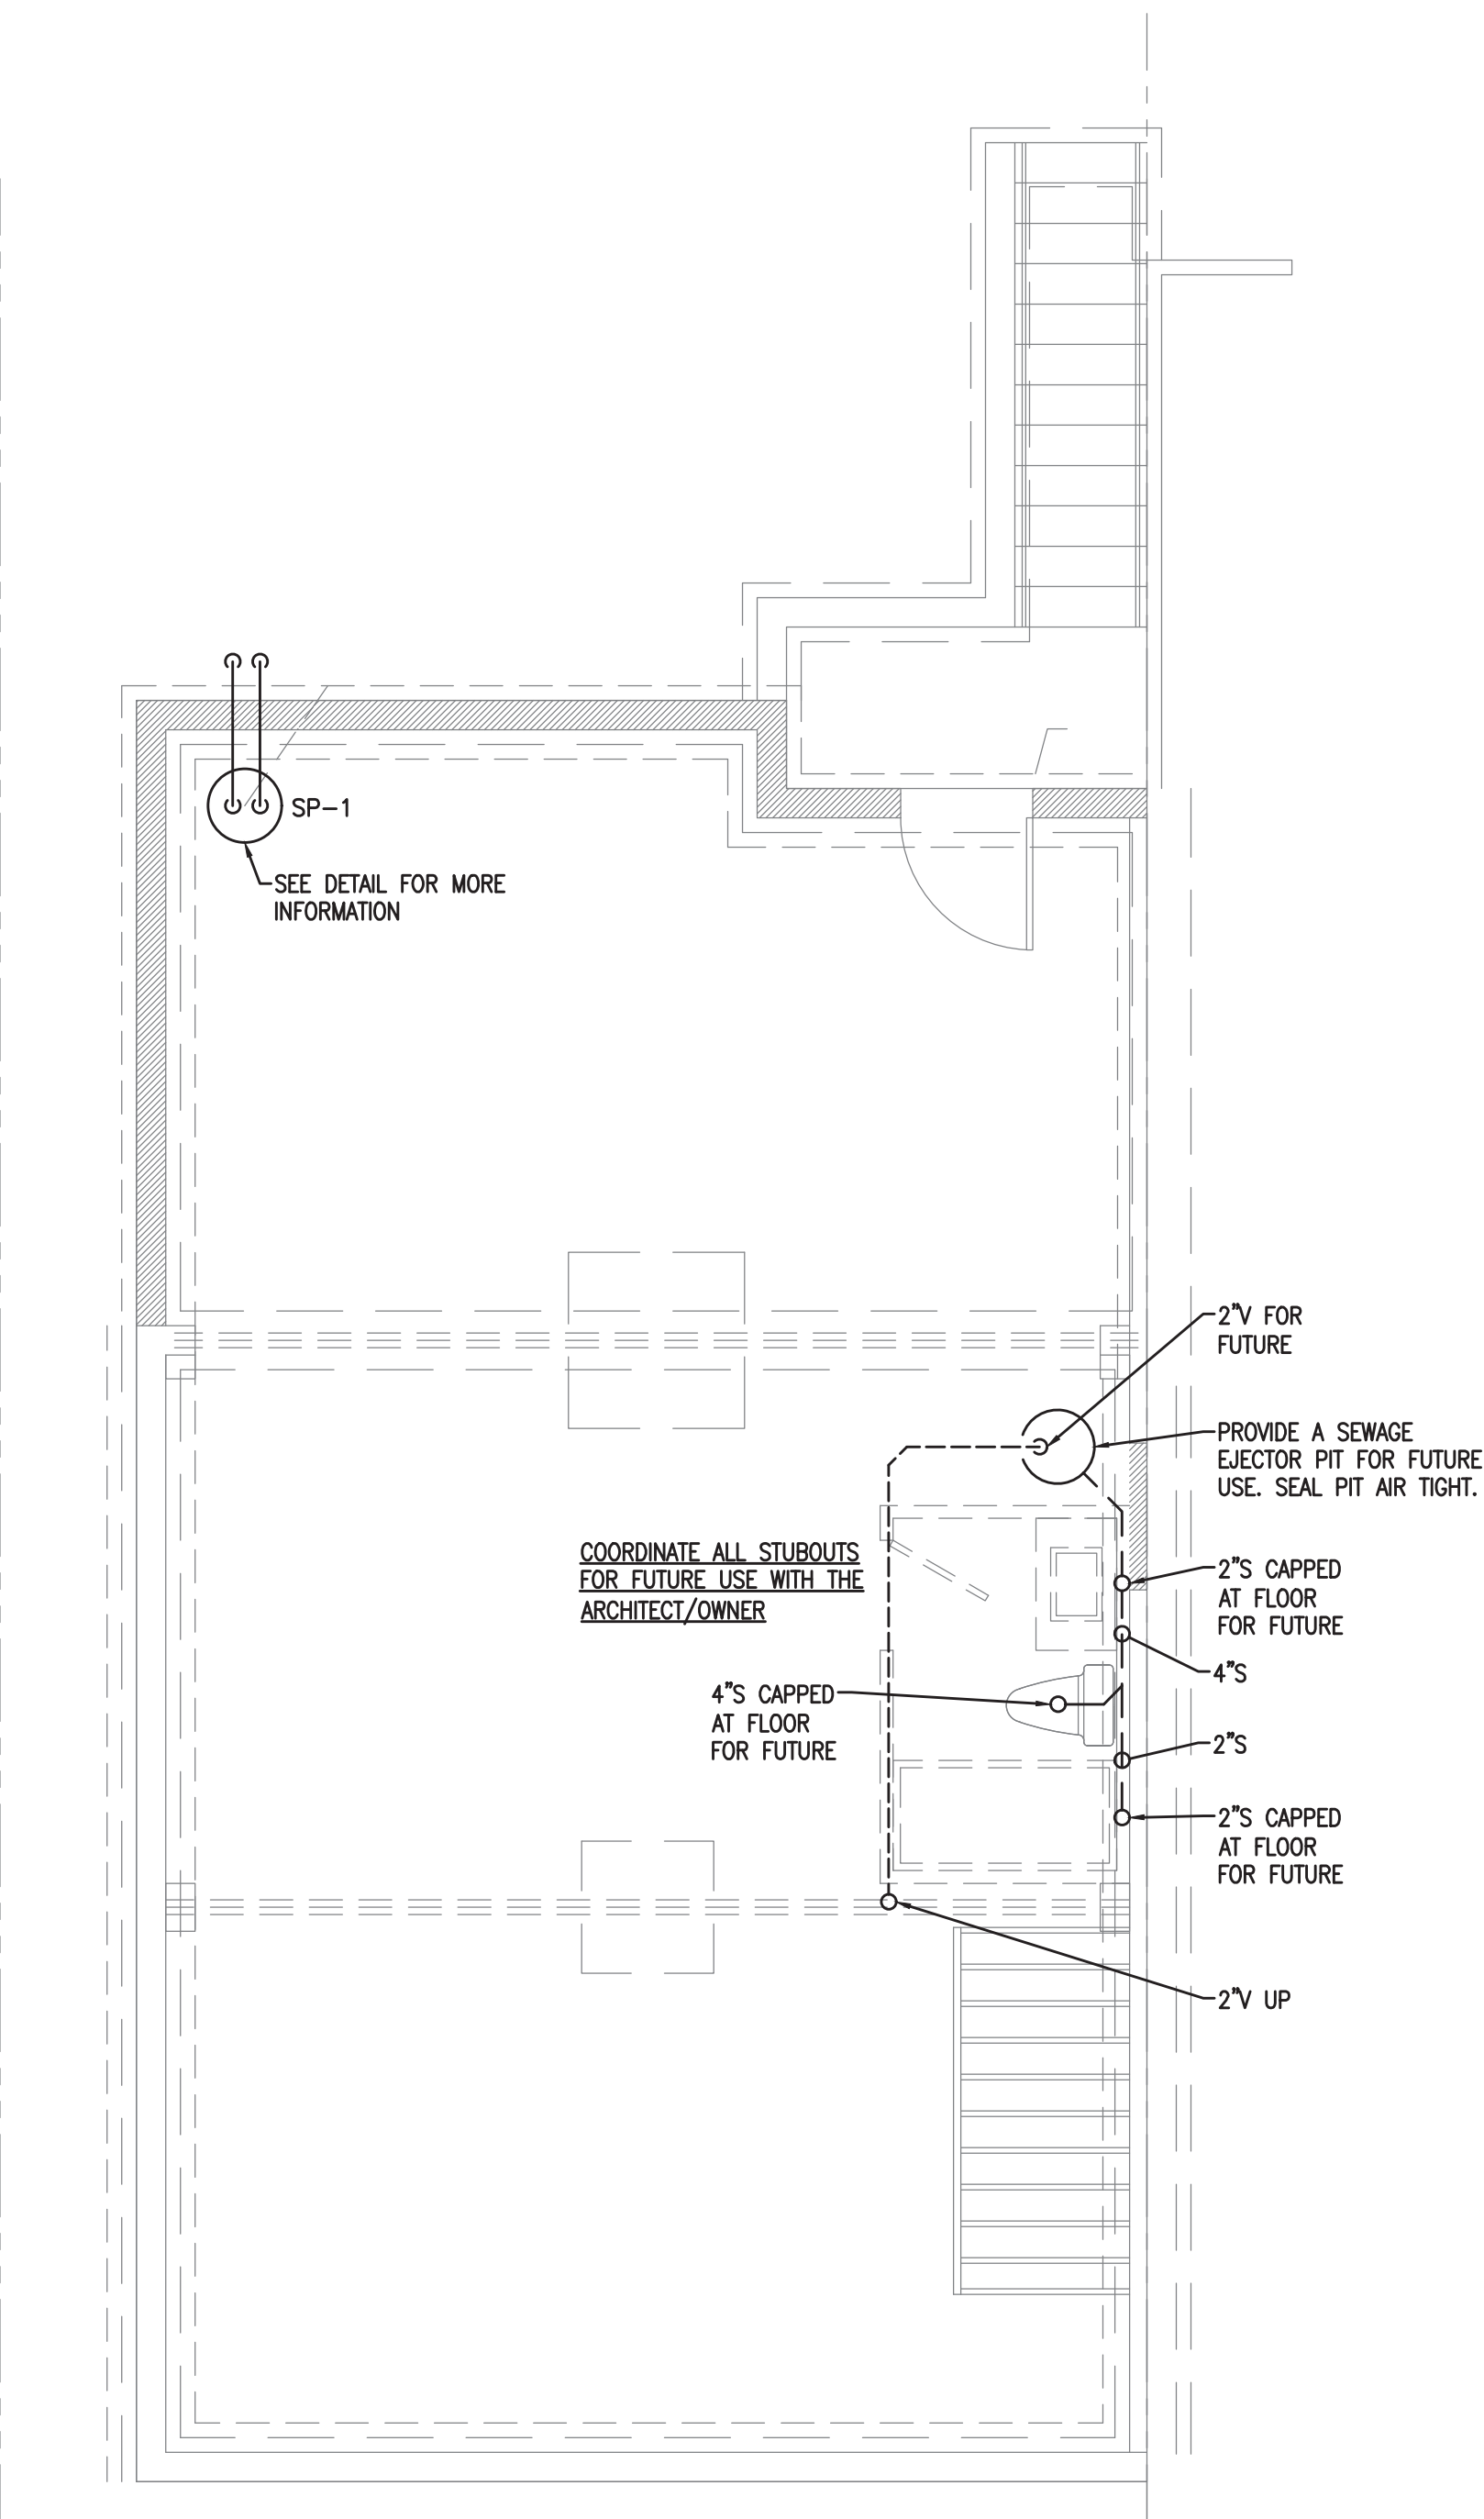 SP-1
SEE DETAIL FOR MORE
INFORMATION
2"V FOR
FUTURE
PROVIDE A SEWAGE
EJECTOR PIT FOR FUTURE
USE. SEAL PIT AIR TIGHT.
COORDINATE ALL STUBOUTS
FOR FUTURE USE WITH THE
ARCHITECT/OWNER
2"S CAPPED
AT FLOOR
FOR FUTURE
4"S
4"S CAPPED
AT FLOOR
FOR FUTURE
2"S
2"S CAPPED
AT FLOOR
FOR FUTURE
2"V UP